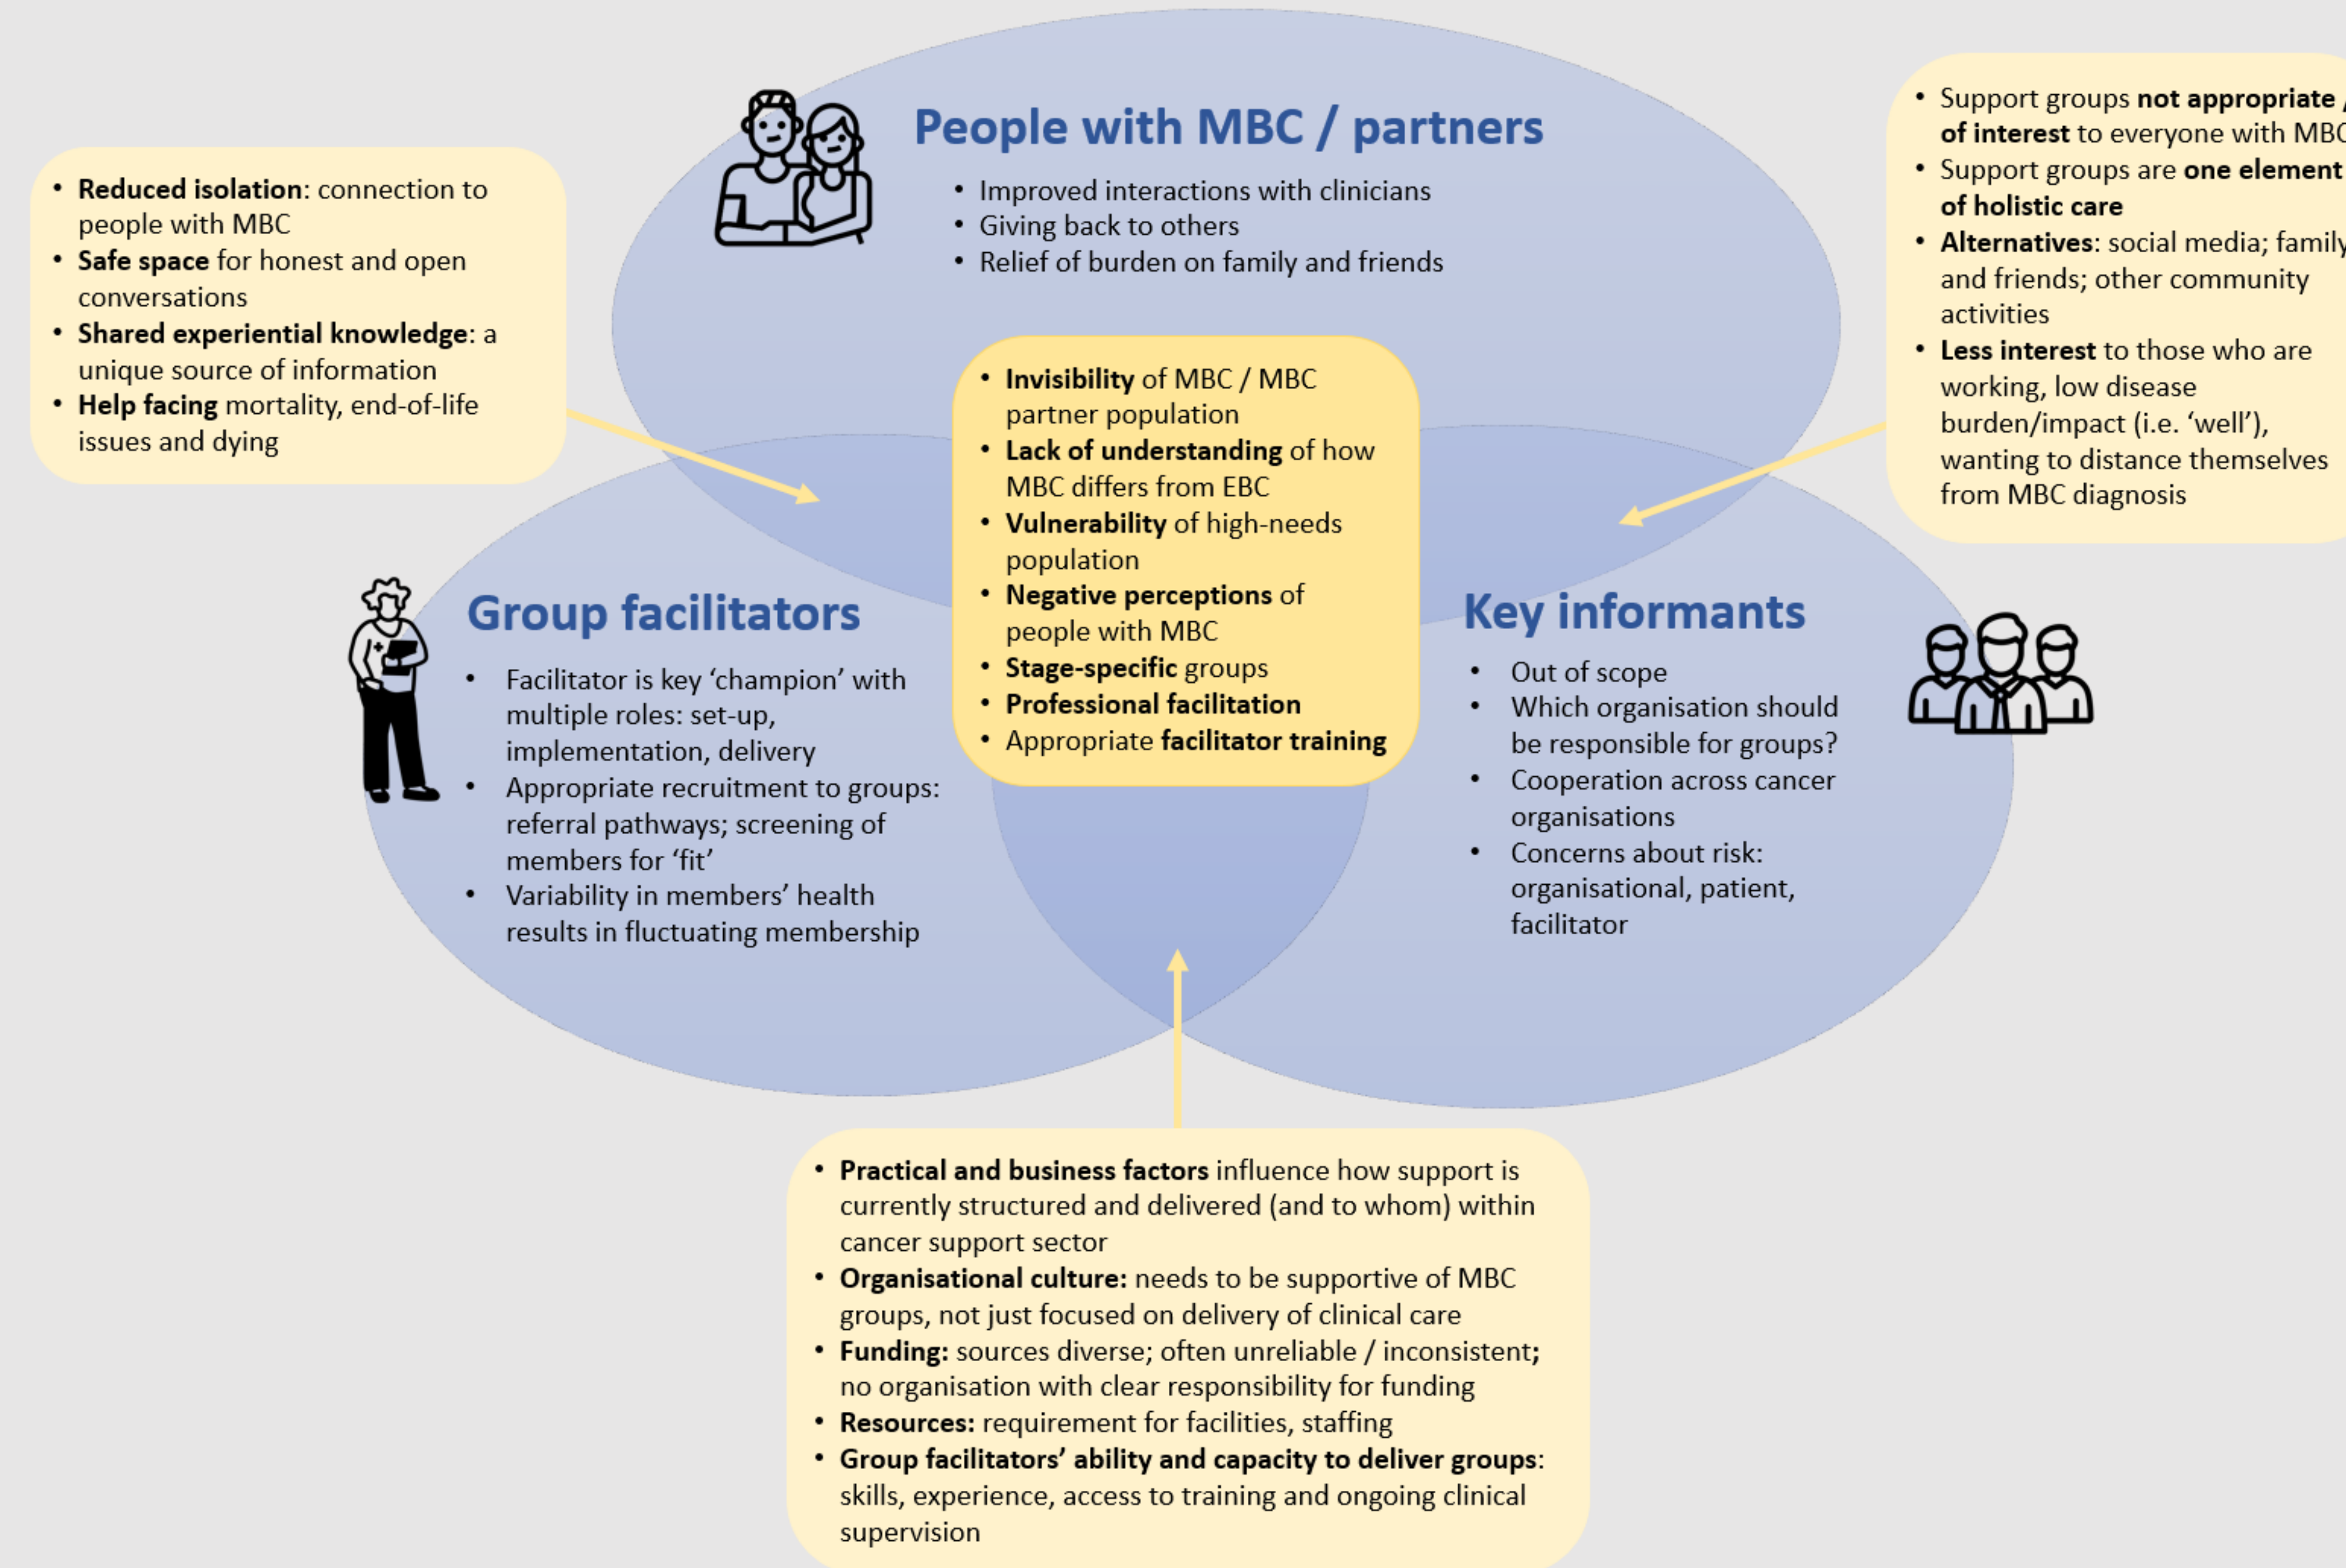 People with MBC / partners
• Improved interactions with clinicians
• Giving back to others
• Relief of burden on family and friends
• Reduced isolation: connection to
people with MBC
• Safe space for honest and open
conversations
• Shared experiential knowledge: a
unique source of information
• Help facing mortality, end-of-life
issues and dying
• Support groups not appropriate /
of interest to everyone with MBC
• Support groups are one element
of holistic care
• Alternatives: social media; family
and friends; other community
activities
• Less interest to those who are
working, low disease
burden/impact (i.e. ‘well’),
wanting to distance themselves
from MBC diagnosis
• Invisibility of MBC / MBC
partner population
• Lack of understanding of how
MBC differs from EBC
• Vulnerability of high-needs
population
• Negative perceptions of
people with MBC
• Stage-specific groups
• Professional facilitation
• Appropriate facilitator training
Group facilitators
• Facilitator is key ‘champion’ with
multiple roles: set-up,
implementation, delivery
• Appropriate recruitment to groups:
referral pathways; screening of
members for ‘fit’
• Variability in members’ health
results in fluctuating membership
Key informants
• Out of scope
• Which organisation should
be responsible for groups?
• Cooperation across cancer
organisations
• Concerns about risk:
organisational, patient,
facilitator
• Practical and business factors influence how support is
currently structured and delivered (and to whom) within
cancer support sector
• Organisational culture: needs to be supportive of MBC
groups, not just focused on delivery of clinical care
• Funding: sources diverse; often unreliable / inconsistent;
no organisation with clear responsibility for funding
• Resources: requirement for facilities, staffing
• Group facilitators’ ability and capacity to deliver groups:
skills, experience, access to training and ongoing clinical
supervision